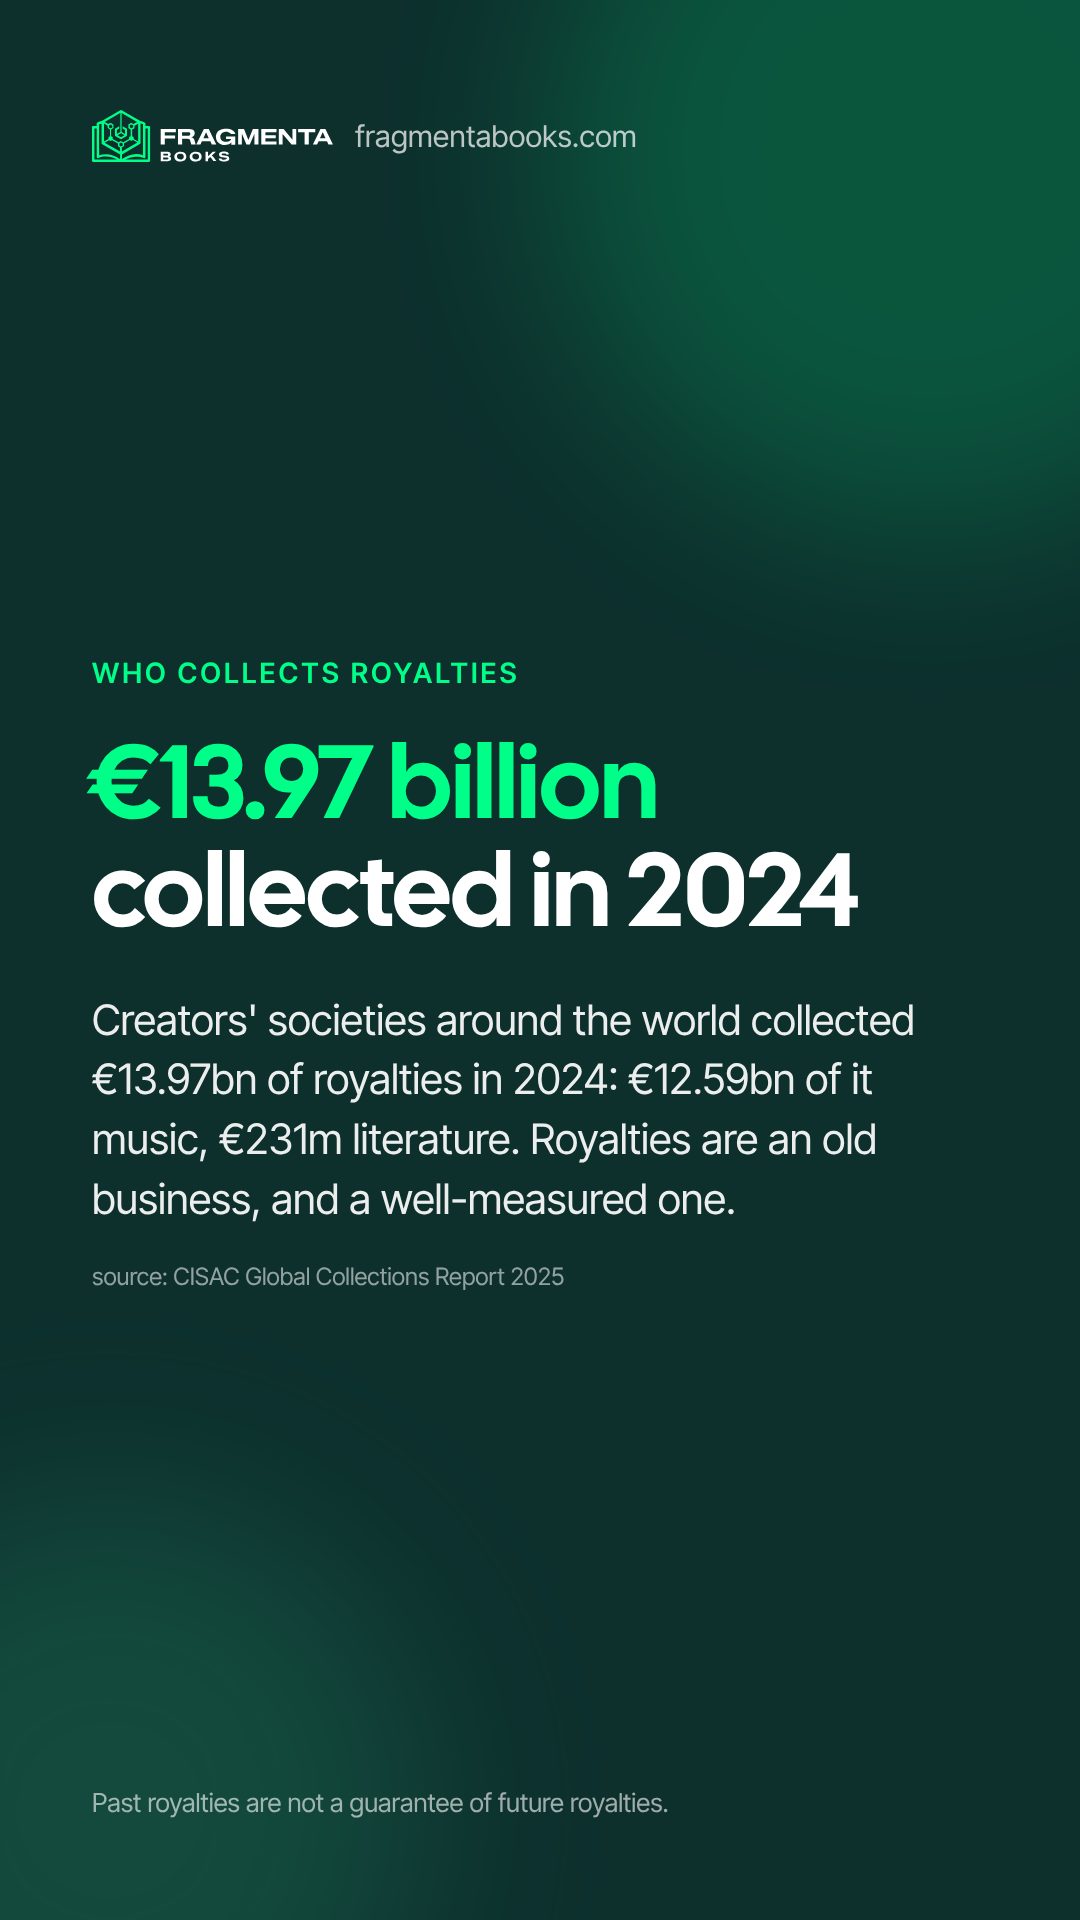 FRAGMENTA
BOOKS
fragmentabooks.com
WHO COLLECTS ROYALTIES
€13.97 billion
collected in 2024
Creators' societies around the world collected
€13.97bn of royalties in 2024: €12.59bn of it
music, €231m literature. Royalties are an old
business, and a well-measured one.
source: CISAC Global Collections Report 2025
Past royalties are not a guarantee of future royalties.